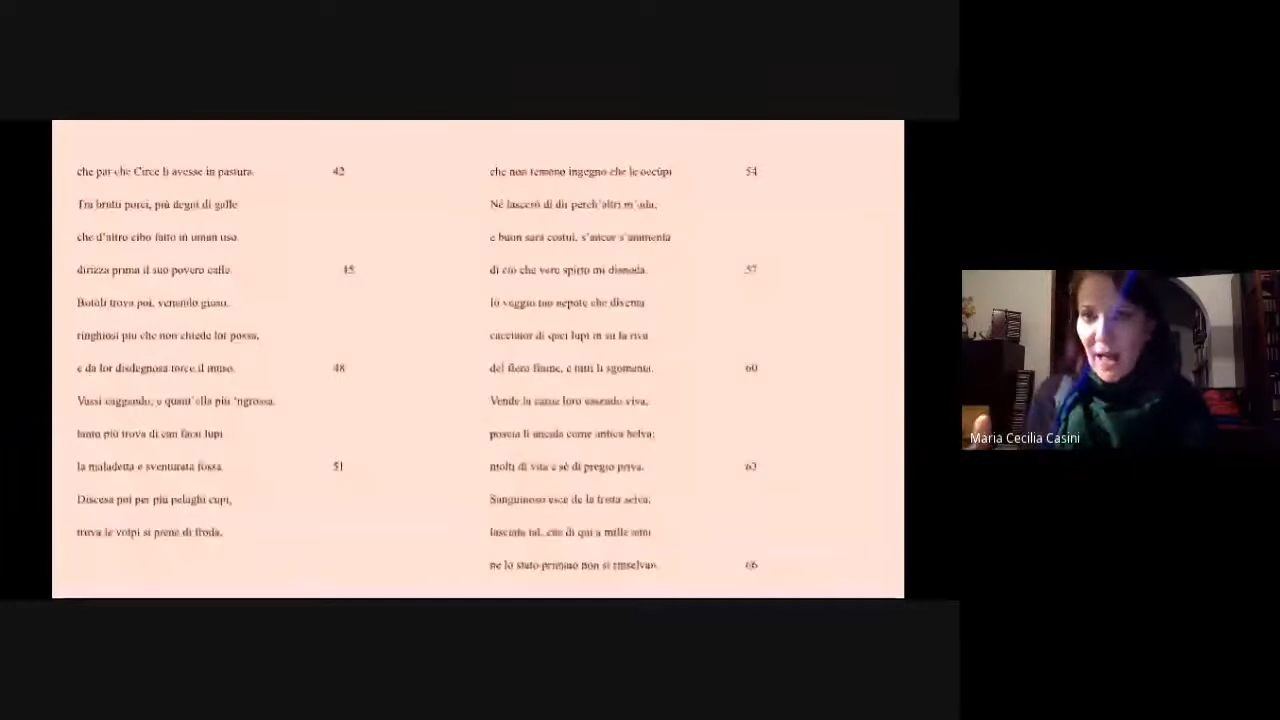 che par che Circe li avesse in pastura. 42
Tra brutti porci, più degni di galle
che d'altro cibo fatto in uman uso,
dirizza prima il suo povero calle. 45
Botoli trova poi, venendo giuso,
ringhiosi più che non chiede lor possa,
e da lor disdegnosa torce il muso. 48
Vassi caggendo; e quant'ella più 'ngrossa,
tanto più trova di can farsi lupi
la maladetta e sventurata fossa. 51
Discesa poi per più pelaghi cupi,
trova le volpi sì piene di froda,
che non temono ingegno che le occùpi 54
Né lascerò di dir perch'altri m'oda;
e buon sarà costui, s'ancor s'ammenta
di ciò che vero spirto mi disnoda. 57
Io veggio tuo nepote che diventa
cacciator di quei lupi in su la riva
del fiero fiume, e tutti li sgomenta. 60
Vende la carne loro essendo viva;
poscia li ancide come antica belva;
molti di vita e sé di pregio priva. 63
Sanguinoso esce de la trista selva;
lasciala tal, che di qui a mille anni
ne lo stato primaio non si rinselva. 66
Maria Cecilia Casini